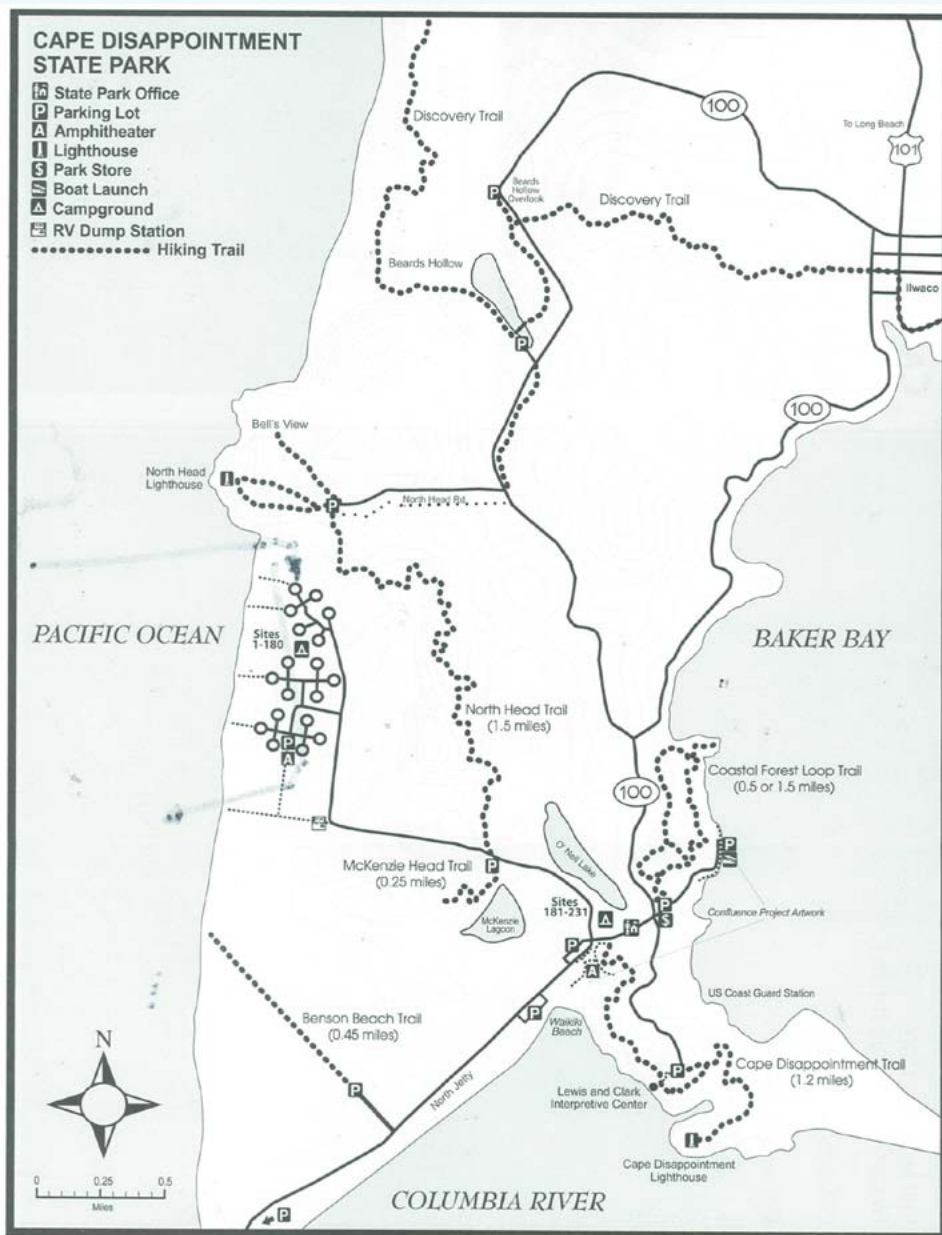 CAPE DISAPPOINTMENT
STATE PARK
State Park Office
P Parking Lot
A Amphitheater
Lighthouse
$ Park Store
Boat Launch
Campground
RV Dump Station
Hiking Trail
Discovery Trail
100
To Long Beach
101
P
Beards
Hollow
Overlook
Discovery Trail
Beards Hollow
Ilwaco
P
100
Bell's View
North Head
Lighthouse
P
North Head Rd.
PACIFIC OCEAN
Sites
1-180
BAKER BAY
North Head Trail
(1.5 miles)
P
A
Coastal Forest Loop Trail
(0.5 or 1.5 miles)
100
P
McKenzie Head Trail
(0.25 miles)
P
O' Neil Lake
Sites
181-231
P
$
McKenzie
Lagoon
Confluence Project Artwork
P
A
US Coast Guard Station
Benson Beach Trail
(0.45 miles)
P
Waikiki
Beach
N
P
North Jetty
P
Cape Disappointment Trail
(1.2 miles)
Lewis and Clark
Interpretive Center
Cape Disappointment
Lighthouse
0 0.25 0.5
Miles
COLUMBIA RIVER
P